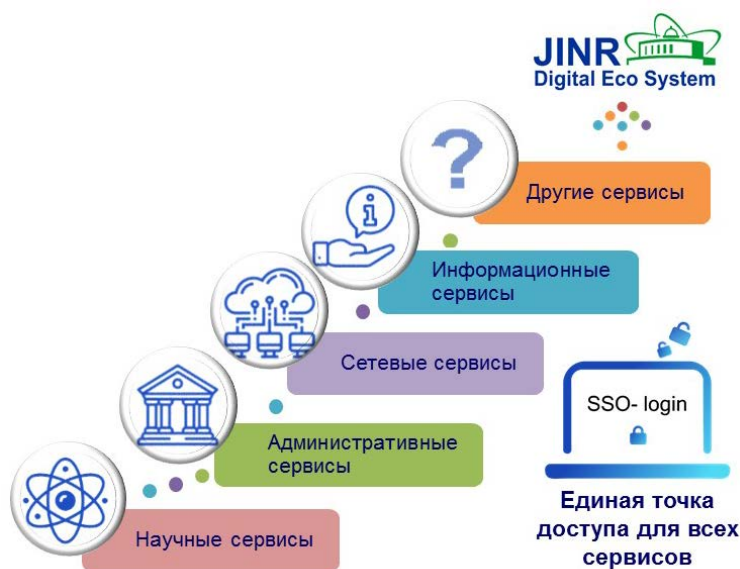 JINR
Digital Eco System
?
Другие сервисы
i
Информационные
сервисы
Сетевые сервисы
SSO- login
Административные
сервисы
Единая точка
доступа для всех
сервисов
Научные сервисы